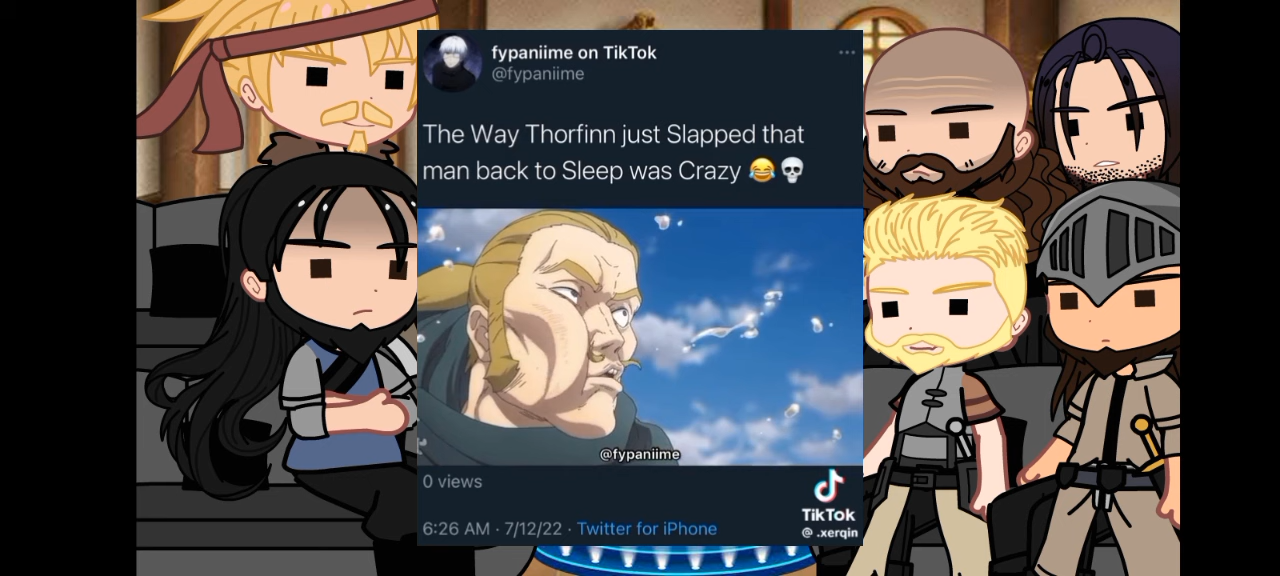 fypaniime on TikTok
@fypaniime
The Way Thorfinn just Slapped that
man back to Sleep was Crazy 😂💀
@fypaniime
0 views
6:26 AM · 7/12/22 · Twitter for iPhone
TikTok
@ .xerqin